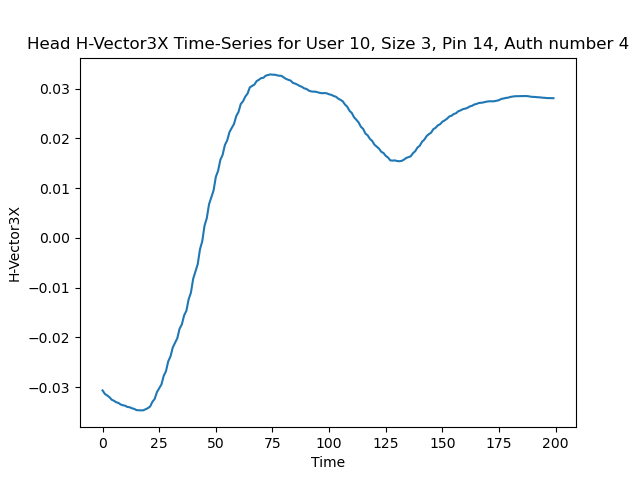 Head H-Vector3X Time-Series for User 10, Size 3, Pin 14, Auth number 4
H-Vector3X
0.03
0.02
0.01
0.00
−0.01
−0.02
−0.03
0 25 50 75 100 125 150 175 200
Time